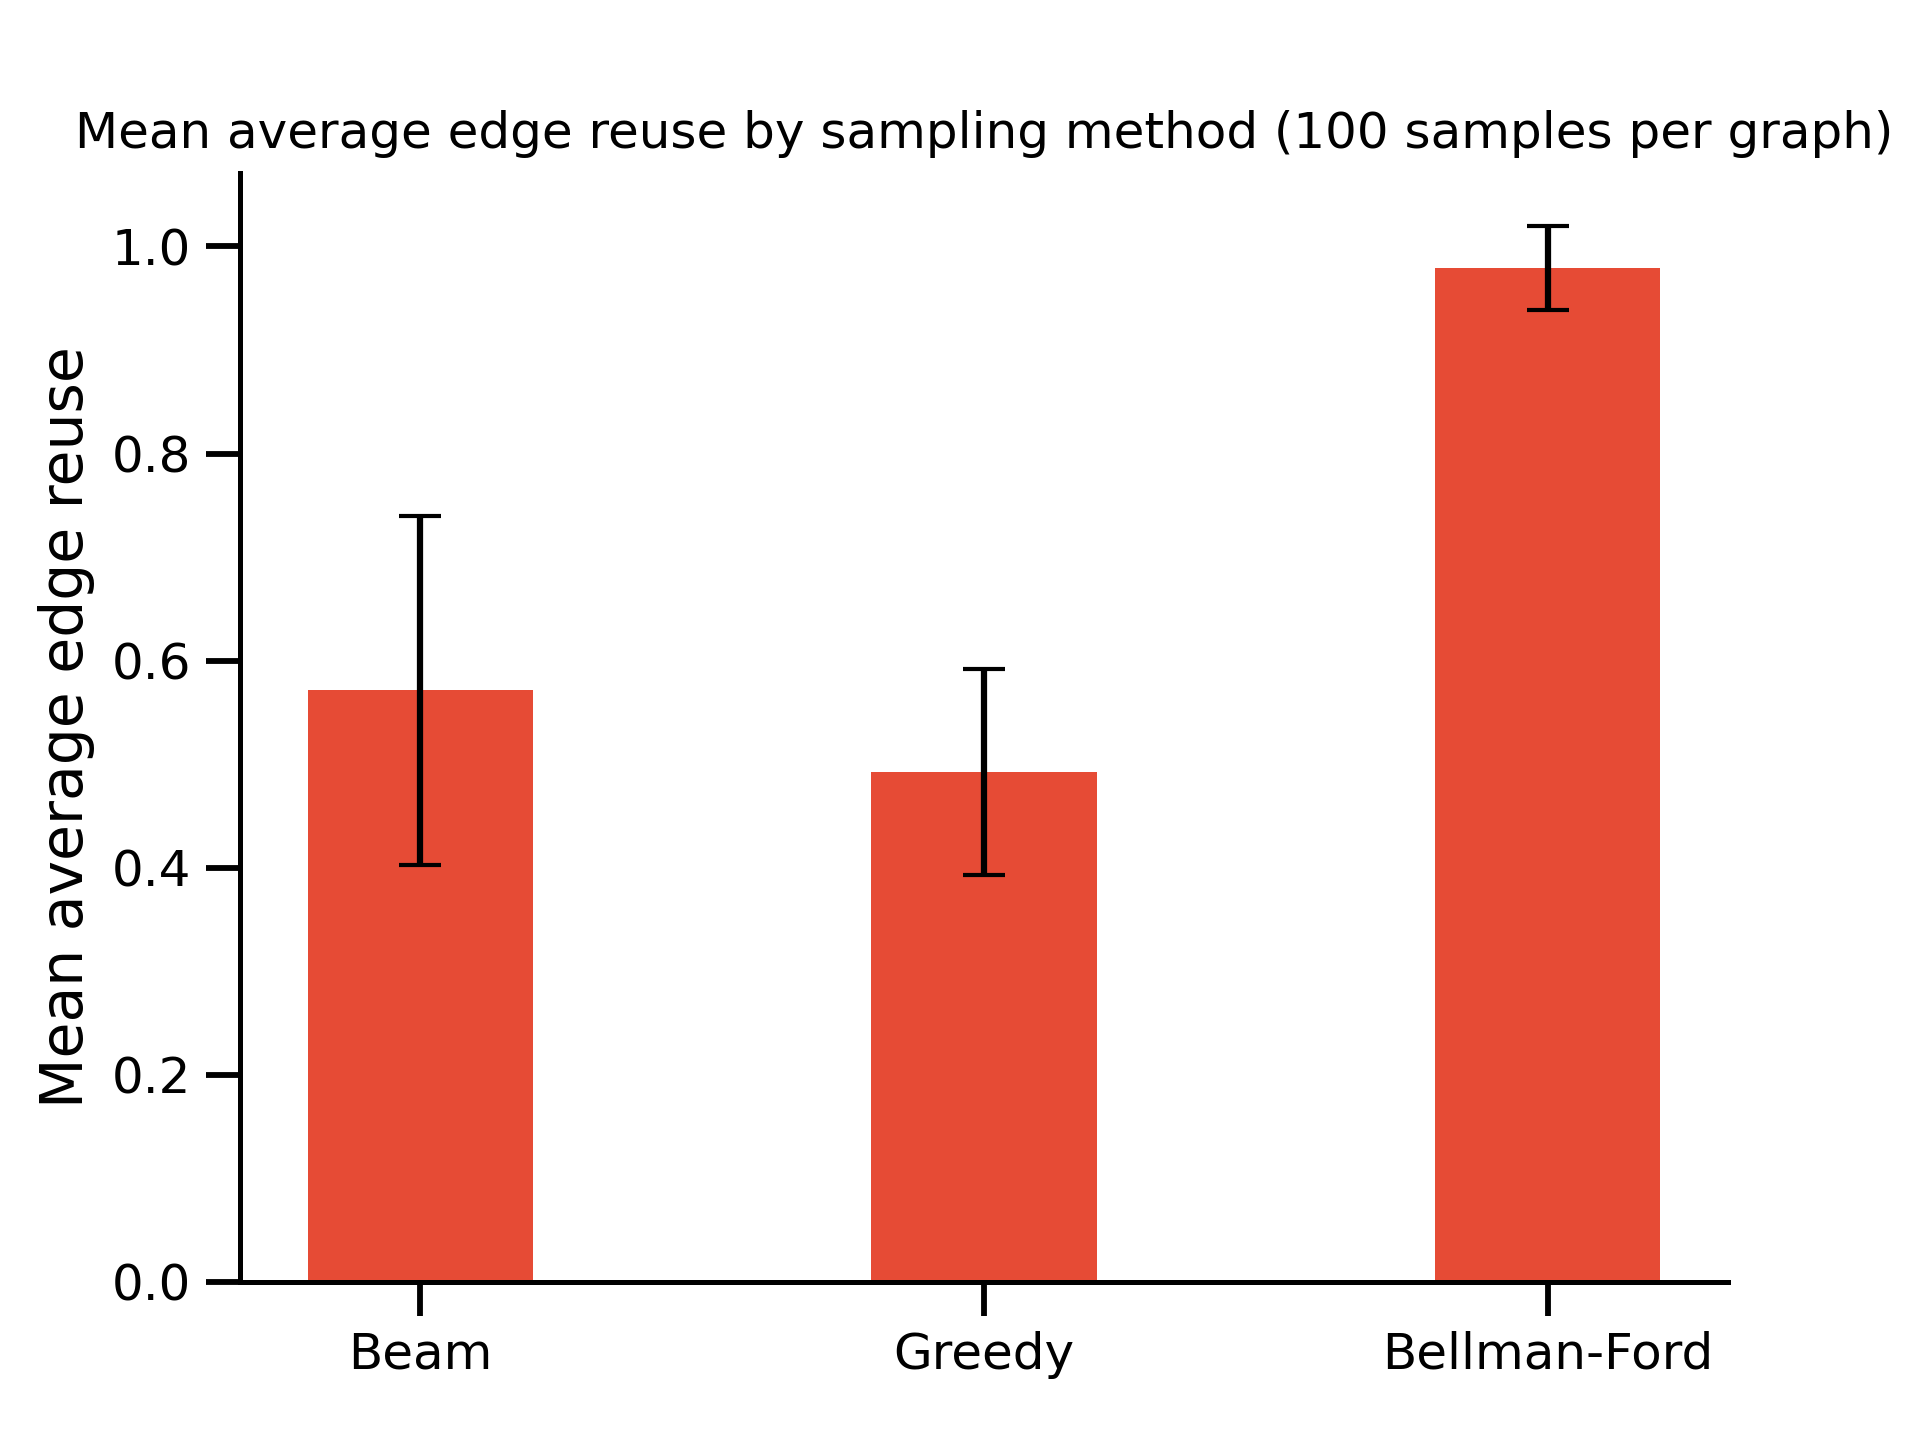 Mean average edge reuse by sampling method (100 samples per graph)
Mean average edge reuse
1.0
0.8
0.6
0.4
0.2
0.0
Beam
Greedy
Bellman-Ford